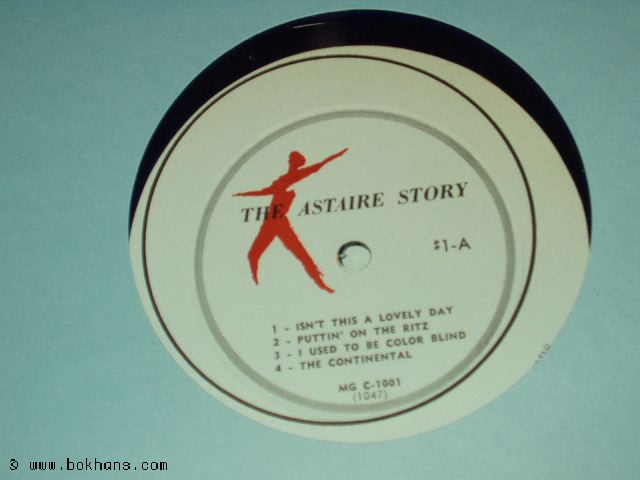 THE ASTAIRE STORY
#1-A
1 - ISN'T THIS A LOVELY DAY
2 - PUTTIN' ON THE RITZ
3 - I USED TO BE COLOR BLIND
4 - THE CONTINENTAL
MG C-1001
(1047)
© www.bokhans.com